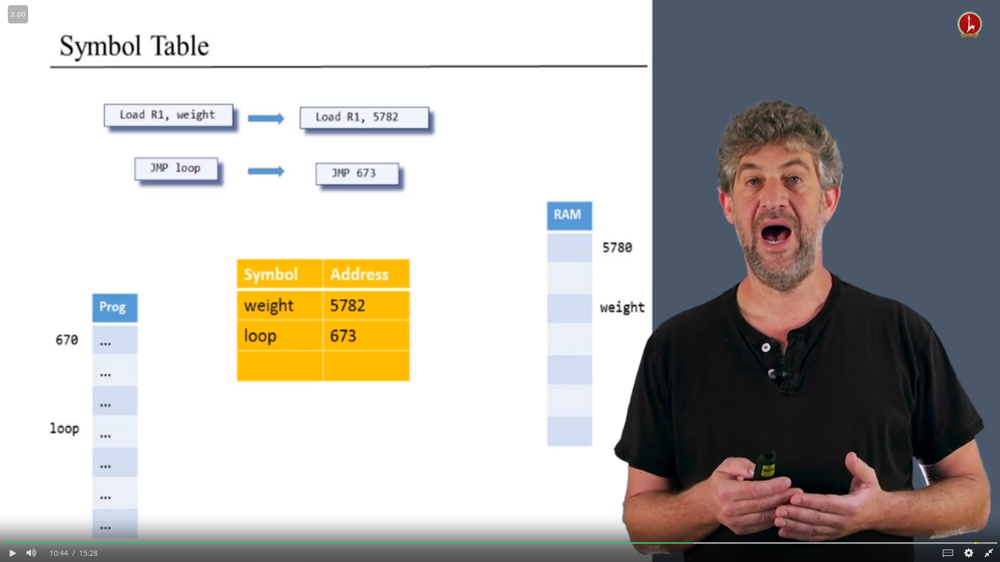 2.00
Symbol Table
Load R1, weight
Load R1, 5782
JMP loop
JMP 673
RAM
5780
weight
Symbol Address
weight 5782
loop 673
Prog
670
...
...
...
loop
...
...
...
...
10:44 / 15:28